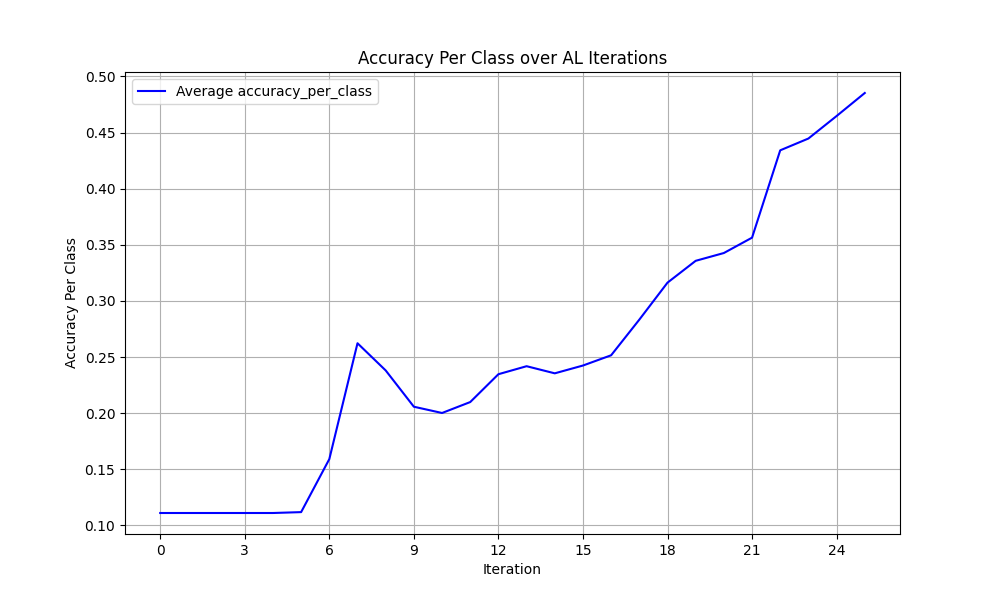 Accuracy Per Class over AL Iterations
Average accuracy_per_class
Accuracy Per Class
0.50
0.45
0.40
0.35
0.30
0.25
0.20
0.15
0.10
0 3 6 9 12 15 18 21 24
Iteration